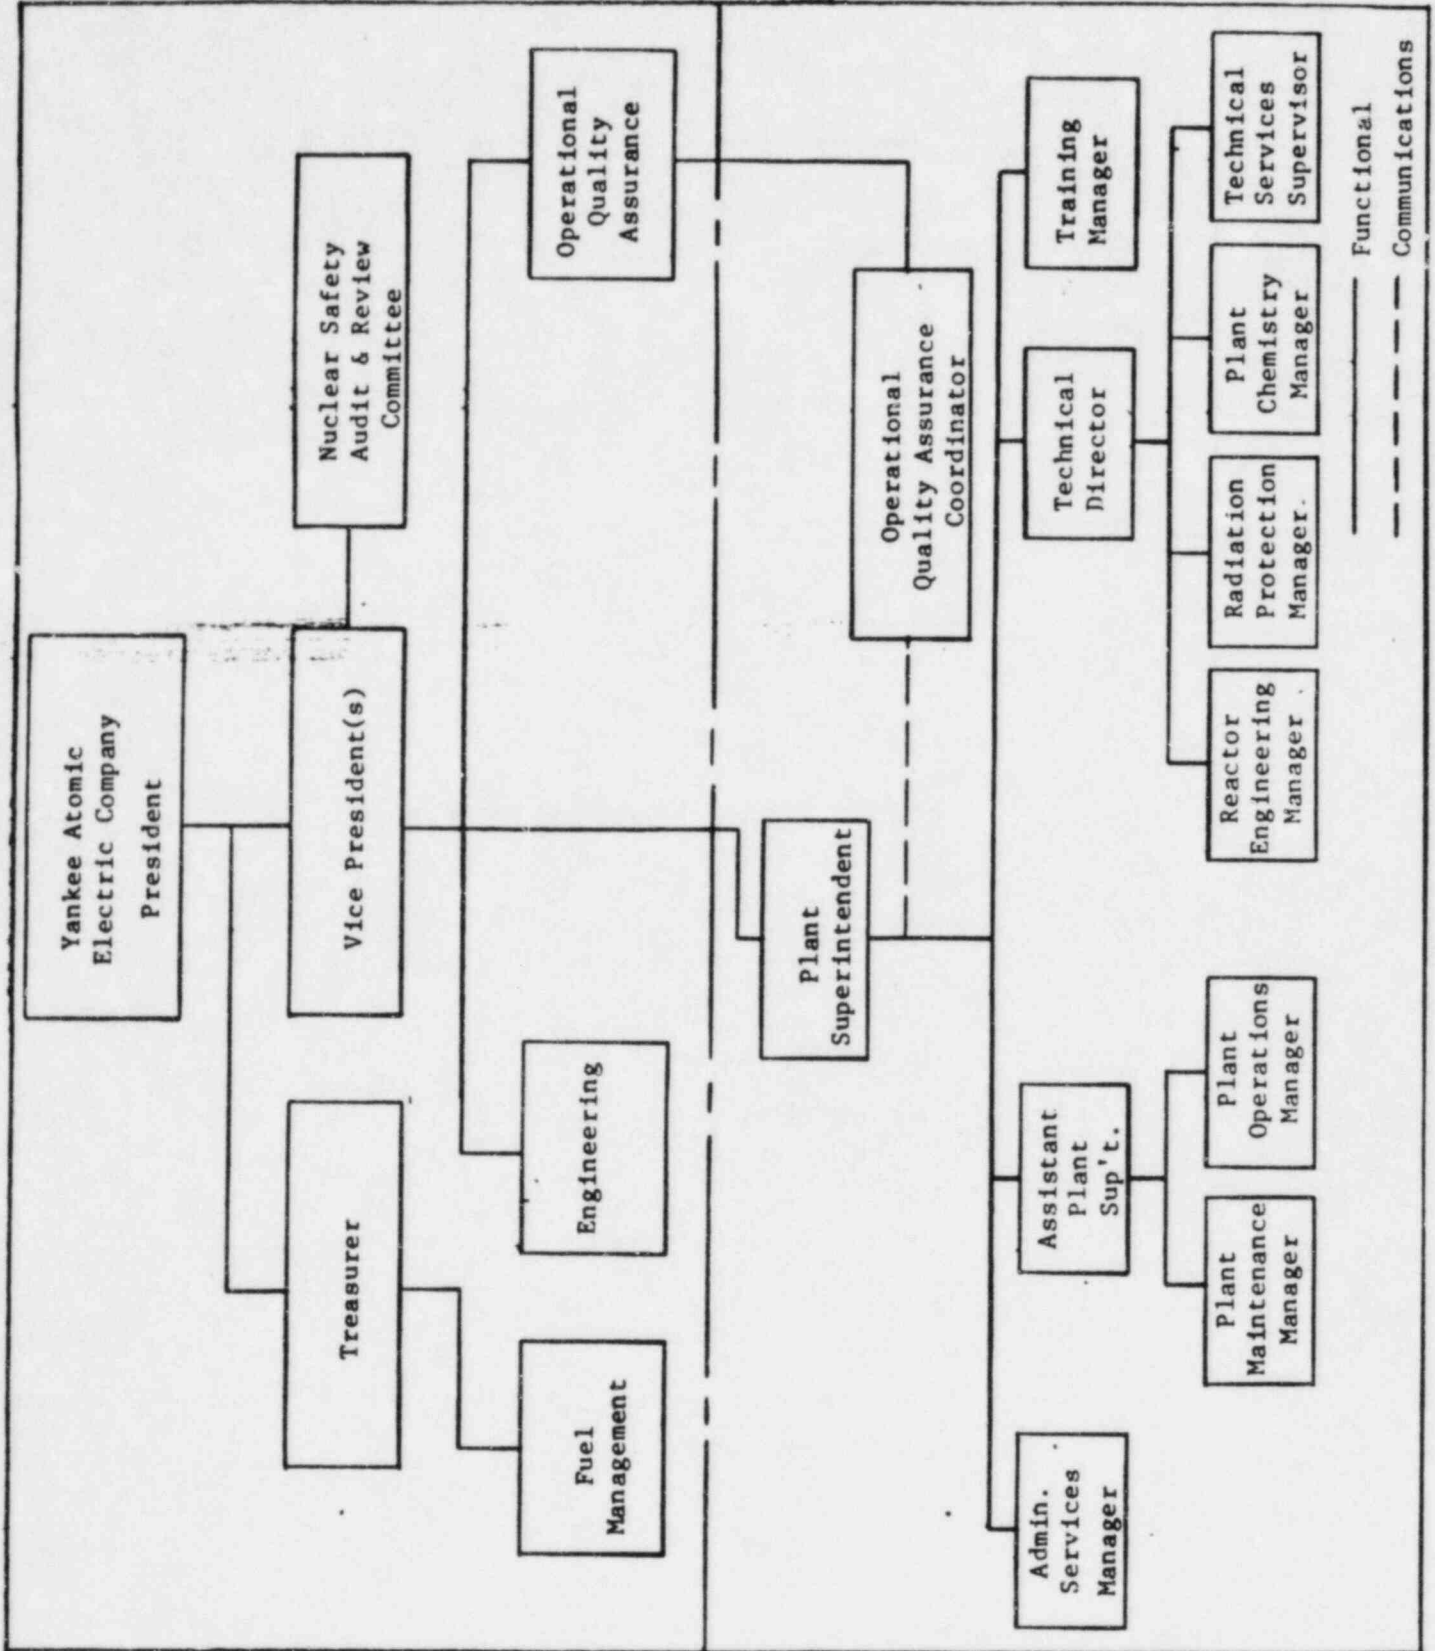 Yankee Atomic
Electric Company
President
Treasurer
Vice President(s)
Nuclear Safety
Audit & Review
Committee
Fuel
Management
Engineering
Operational
Quality
Assurance
Plant
Superintendent
Operational
Quality Assurance
Coordinator
Admin.
Services
Manager
Assistant
Plant
Sup't.
Technical
Director
Training
Manager
Plant
Maintenance
Manager
Plant
Operations
Manager
Reactor
Engineering
Manager
Radiation
Protection
Manager.
Plant
Chemistry
Manager
Technical
Services
Supervisor
Functional
Communications